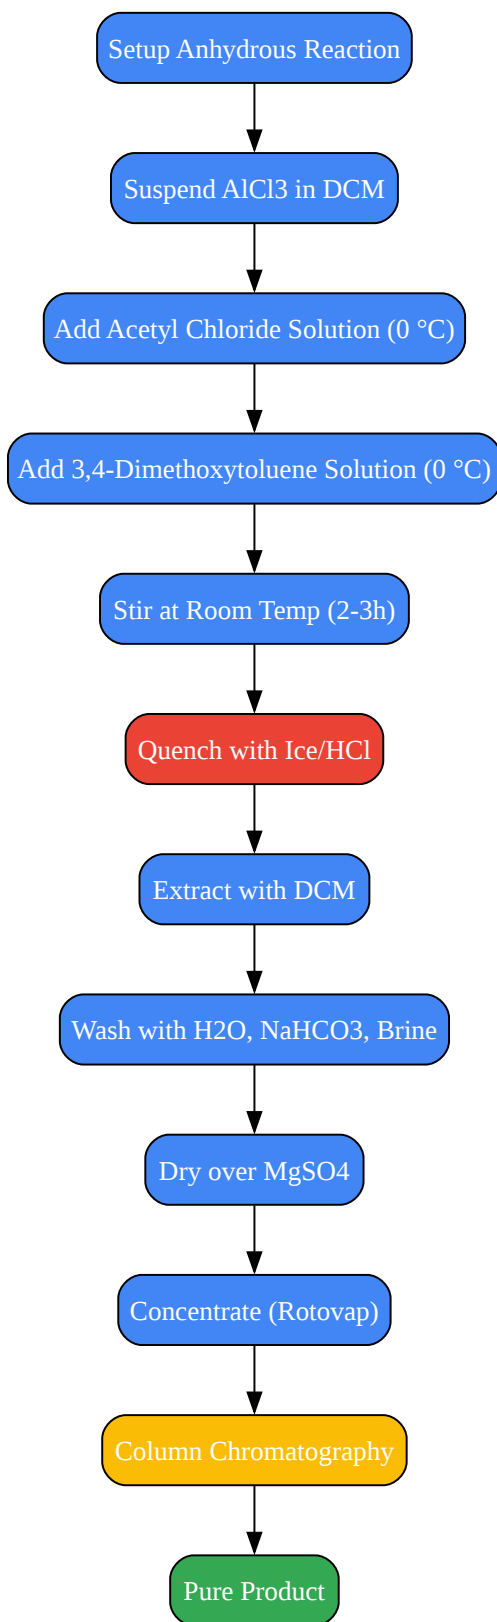 Setup Anhydrous Reaction
Suspend AlCl3 in DCM
Add Acetyl Chloride Solution (0 °C)
Add 3,4-Dimethoxytoluene Solution (0 °C)
Stir at Room Temp (2-3h)
Quench with Ice/HCl
Extract with DCM
Wash with H2O, NaHCO3, Brine
Dry over MgSO4
Concentrate (Rotovap)
Column Chromatography
Pure Product